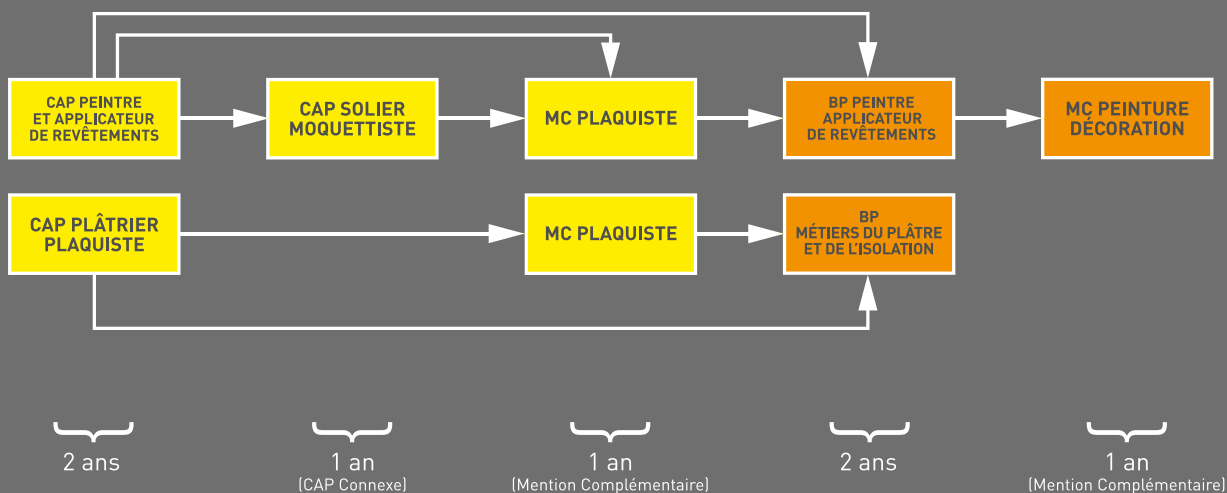 CAP PEINTRE
ET APPLICATEUR
DE REVÊTEMENTS
CAP SOLIER
MOQUETTISTE
MC PLAQUISTE
BP PEINTRE
APPLICATEUR
DE REVÊTEMENTS
MC PEINTURE
DÉCORATION
CAP PLÂTRIER
PLAQUISTE
MC PLAQUISTE
BP
MÉTIERS DU PLÂTRE
ET DE L'ISOLATION
2 ans
1 an
(CAP Connexe)
1 an
(Mention Complémentaire)
2 ans
1 an
(Mention Complémentaire)